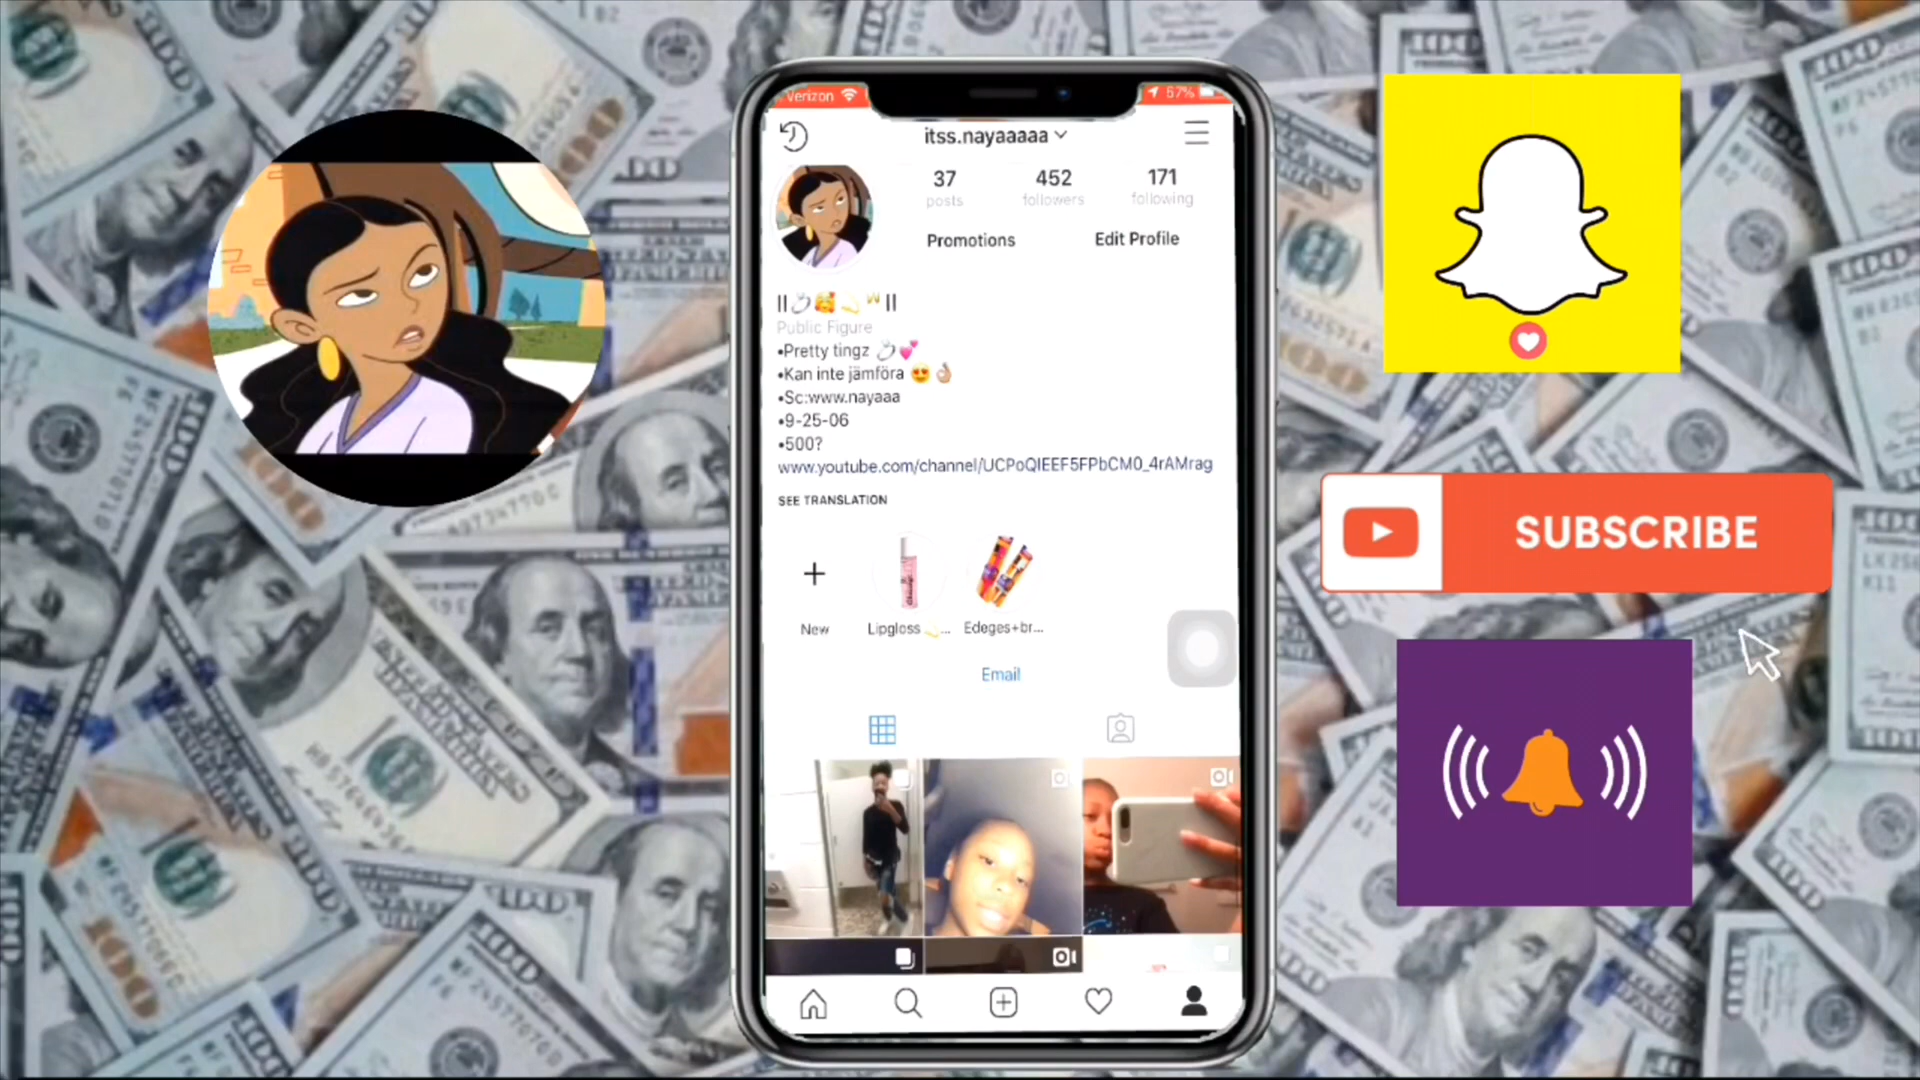 Verizon
57%
itss.nayaaaaa
37
posts
452
followers
171
following
Promotions
Edit Profile
Public Figure
•Pretty tingz 💍💕
•Kan inte jämföra 😍👌🏼
•Sc:www.nayaaa
•9-25-06
•500?
www.youtube.com/channel/UCPoQIEEF5FPbCM0_4rAMrag
SEE TRANSLATION
New
Lipgloss 💫...
Edeges+br...
Email
SUBSCRIBE